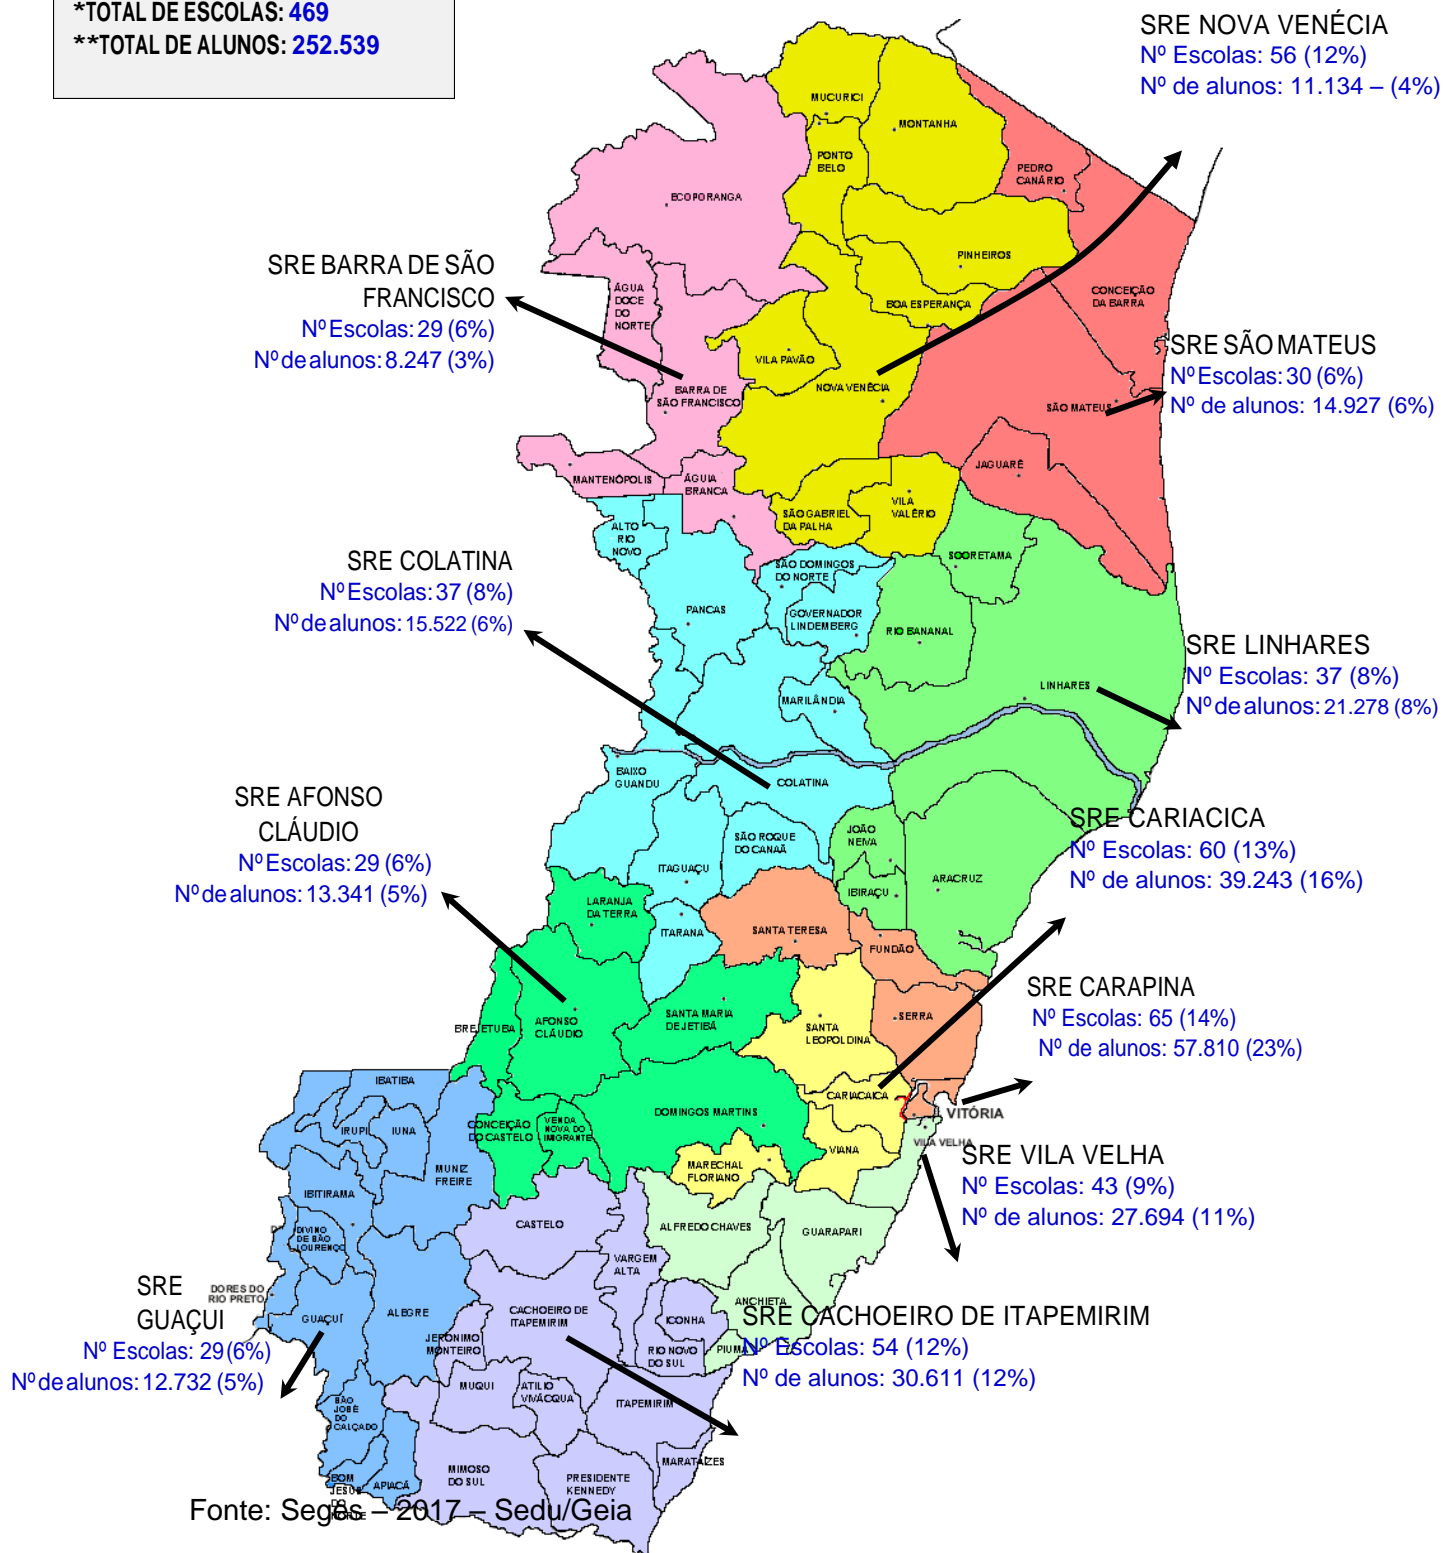 *TOTAL DE ESCOLAS: 469
**TOTAL DE ALUNOS: 252.539
SRE NOVA VENÉCIA
Nº Escolas: 56 (12%)
Nº de alunos: 11.134 – (4%)
MUCURICI
MONTANHA
PONTO
BELO
PEDRO
CANÁRIO
ECOPORANGA
PINHEIROS
SRE BARRA DE SÃO
FRANCISCO
Nº Escolas: 29 (6%)
Nº de alunos: 8.247 (3%)
ÁGUA
DOCE
DO
NORTE
BOA ESPERANÇA
CONCEIÇÃO
DA BARRA
SRE SÃO MATEUS
Nº Escolas: 30 (6%)
Nº de alunos: 14.927 (6%)
VILA PAVÃO
NOVA VENÉCIA
BARRA DE
SÃO FRANCISCO
SÃO MATEUS
JAGUARÉ
MANTENÓPOLIS
ÁGUIA
BRANCA
SÃO GABRIEL
DA PALHA
VILA
VALÉRIO
ALTO
RIO
NOVO
SRE COLATINA
Nº Escolas: 37 (8%)
Nº de alunos: 15.522 (6%)
SÃO DOMINGOS
DO NORTE
SOORETAMA
PANCAS
GOVERNADOR
LINDEMBERG
RIO BANANAL
SRE LINHARES
Nº Escolas: 37 (8%)
Nº de alunos: 21.278 (8%)
LINHARES
MARILÂNDIA
BAIXO
GUANDU
COLATINA
SRE AFONSO
CLÁUDIO
Nº Escolas: 29 (6%)
Nº de alunos: 13.341 (5%)
SRE CARIACICA
Nº Escolas: 60 (13%)
Nº de alunos: 39.243 (16%)
SÃO ROQUE
DO CANAÃ
JOÃO
NEIVA
ITAGUAÇU
IBIRAÇU
ARACRUZ
LARANJA
DA TERRA
ITARANA
SANTA TERESA
FUNDÃO
SRE CARAPINA
Nº Escolas: 65 (14%)
Nº de alunos: 57.810 (23%)
BREJETUBA
AFONSO
CLÁUDIO
SANTA MARIA
DE JETIBÁ
SANTA
LEOPOLDINA
SERRA
IBATIBA
CARIACAICA
VITÓRIA
DOMINGOS MARTINS
IRUPI
IUNA
CONCEIÇÃO
DO CASTELO
VENDA
NOVA DO
IMIGRANTE
VIANA
VILA VELHA
SRE VILA VELHA
Nº Escolas: 43 (9%)
Nº de alunos: 27.694 (11%)
MUNIZ
FREIRE
MARECHAL
FLORIANO
IBITIRAMA
CASTELO
ALFREDO CHAVES
GUARAPARI
DIVINO
DE SÃO
LOURENÇO
VARGEM
ALTA
SRE
GUAÇUI
Nº Escolas: 29 (6%)
Nº de alunos: 12.732 (5%)
DORES DO
RIO PRETO
GUAÇUÍ
ALEGRE
CACHOEIRO DE
ITAPEMIRIM
ICONHA
ANCHIETA
SRE CACHOEIRO DE ITAPEMIRIM
Nº Escolas: 54 (12%)
Nº de alunos: 30.611 (12%)
JERÔNIMO
MONTEIRO
RIO NOVO
DO SUL
PIUMA
MUQUI
ATILIO
VIVÁCQUA
ITAPEMIRIM
SÃO
JOSÉ
DO
CALÇADO
MARATAÍZES
MIMOSO
DO SUL
PRESIDENTE
KENNEDY
BOM
JESUS
DO
NORTE
APIACÁ
Fonte: Seges – 2017 – Sedu/Geia